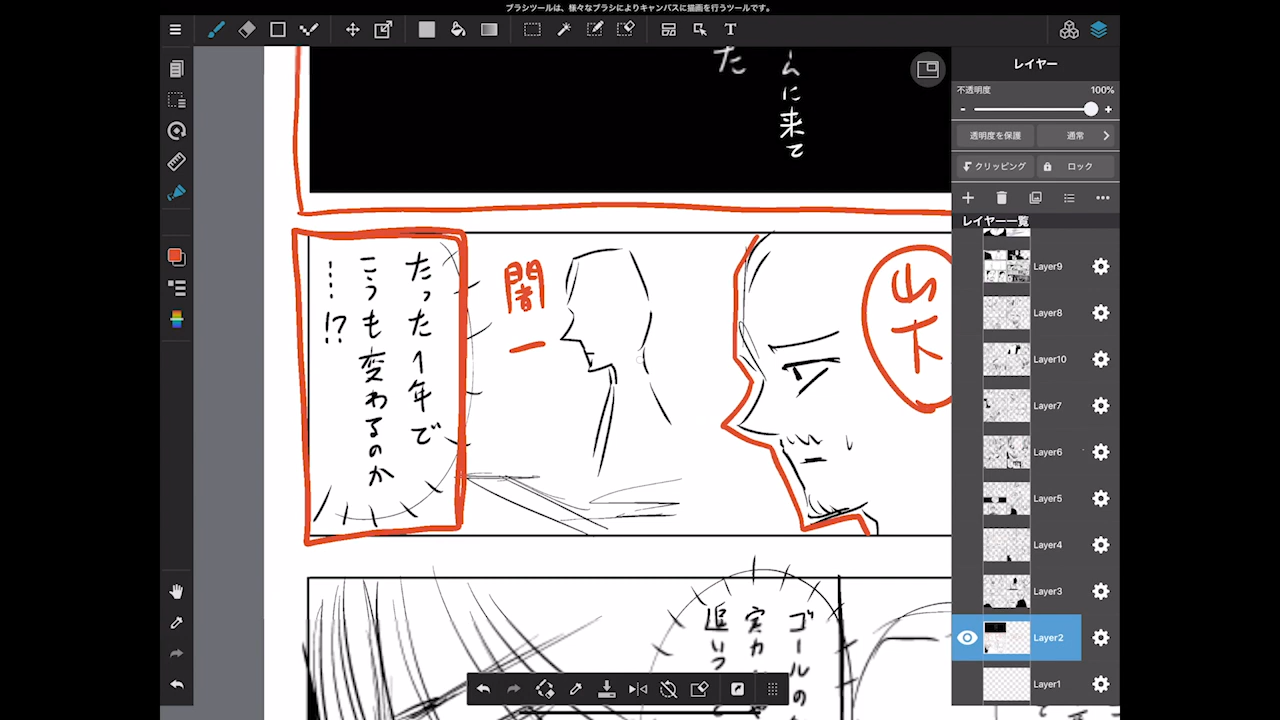 ブラシツールは、様々なブラシによりキャンバスに描画を行うツールです。
レイヤー
不透明度
100%
透明度を保護
通常
クリッピング
ロック
レイヤー一覧
Layer9
Layer8
Layer10
Layer7
Layer6
Layer5
Layer4
Layer3
Layer2
Layer1
ムに来て
た
山下
闇一
たった1年で
こうも変わるのか
……!?
ゴールの
実力
追いつ